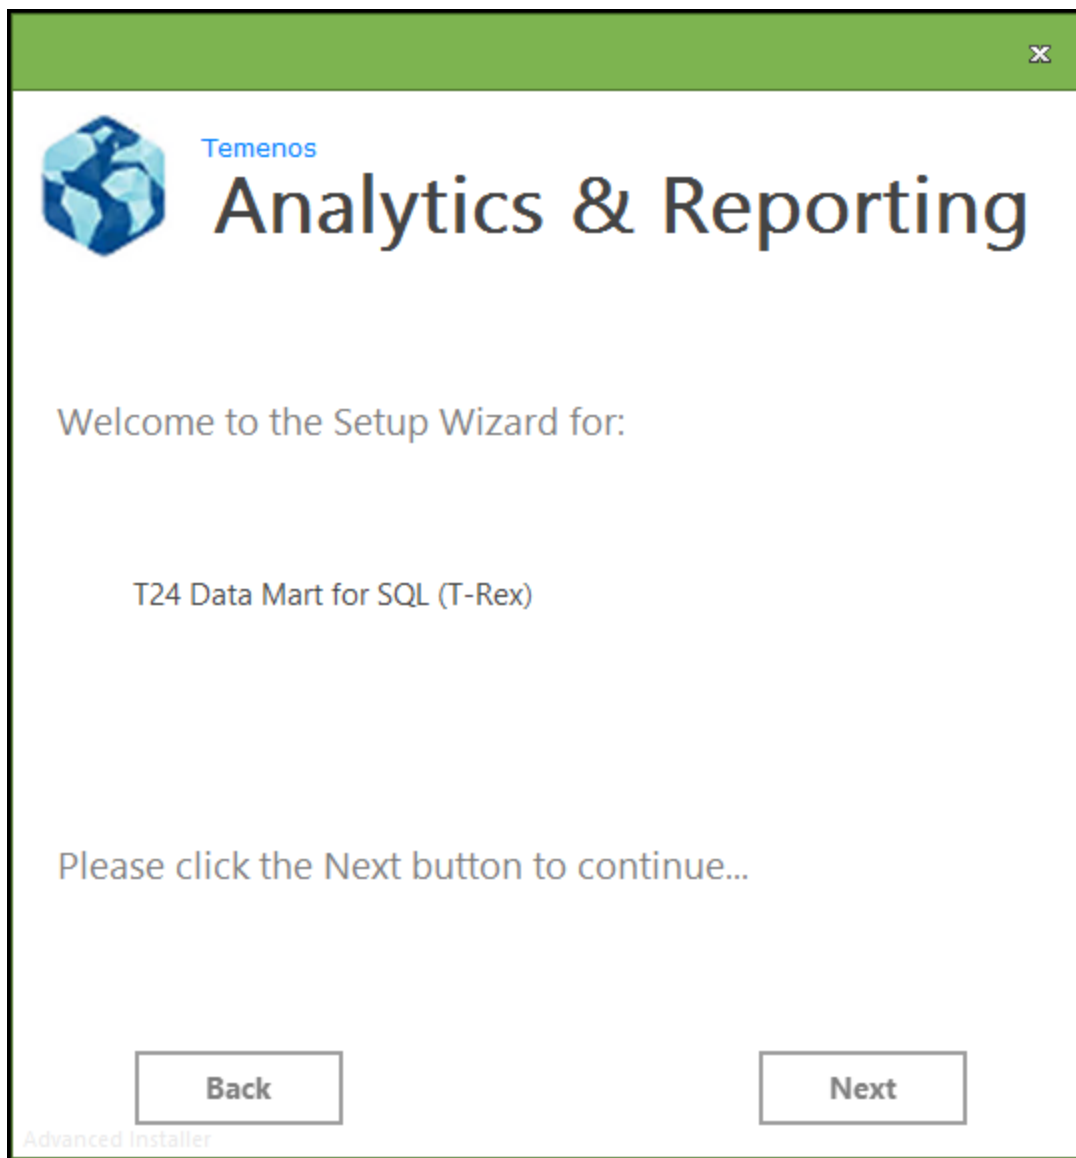 x
Temenos
Analytics & Reporting
Welcome to the Setup Wizard for:
T24 Data Mart for SQL (T-Rex)
Please click the Next button to continue...
Back Next
Advanced Installer